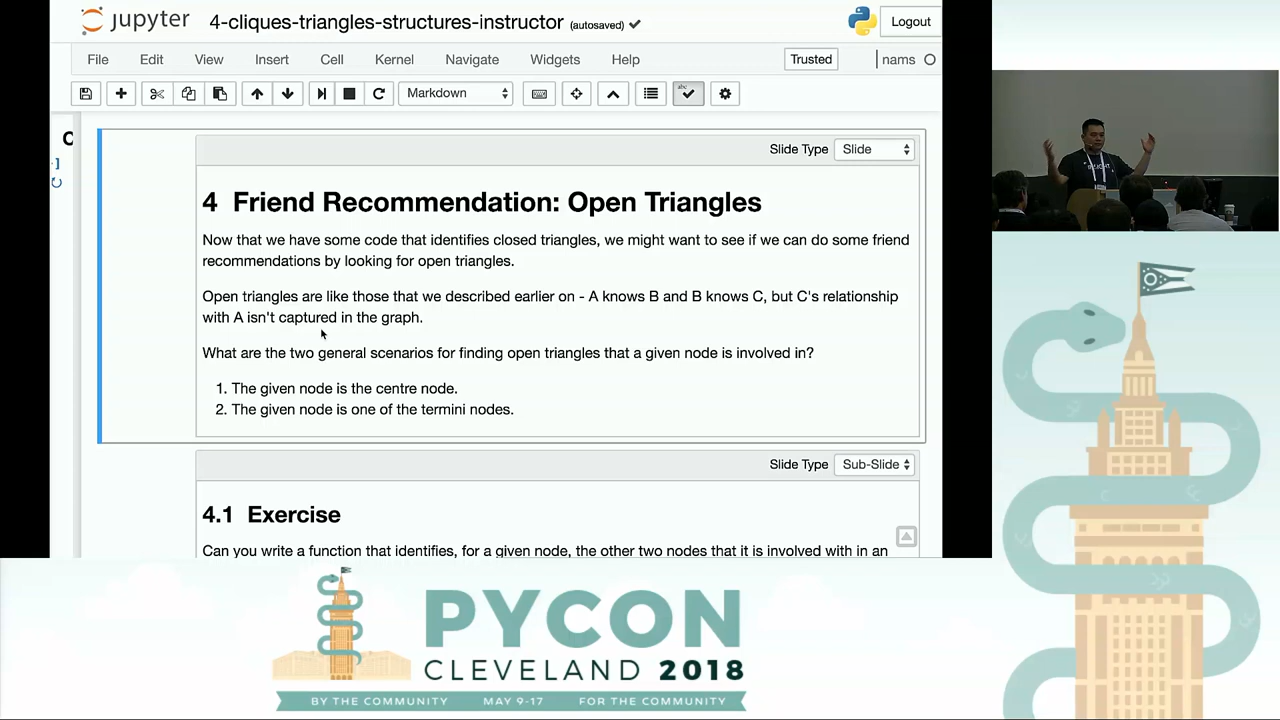 jupyter 4-cliques-triangles-structures-instructor (autosaved) Logout
File Edit View Insert Cell Kernel Navigate Widgets Help Trusted nams
Markdown abc
Slide Type Slide
4 Friend Recommendation: Open Triangles
Now that we have some code that identifies closed triangles, we might want to see if we can do some friend
recommendations by looking for open triangles.
Open triangles are like those that we described earlier on - A knows B and B knows C, but C's relationship
with A isn't captured in the graph.
What are the two general scenarios for finding open triangles that a given node is involved in?
1. The given node is the centre node.
2. The given node is one of the termini nodes.
Slide Type Sub-Slide
4.1 Exercise
Can you write a function that identifies, for a given node, the other two nodes that it is involved with in an
PYCON
CLEVELAND 2018
BY THE COMMUNITY MAY 9-17 FOR THE COMMUNITY